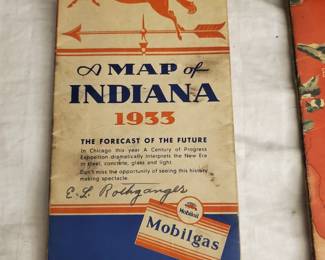 A MAP of
INDIANA
1933
THE FORECAST OF THE FUTURE
In Chicago this year A Century of Progress
Exposition dramatically interprets the New Era
in steel, concrete, glass and light.
Don't miss the opportunity of seeing this history
making spectacle.
E.L. Rothganger
Mobiloil
Mobilgas